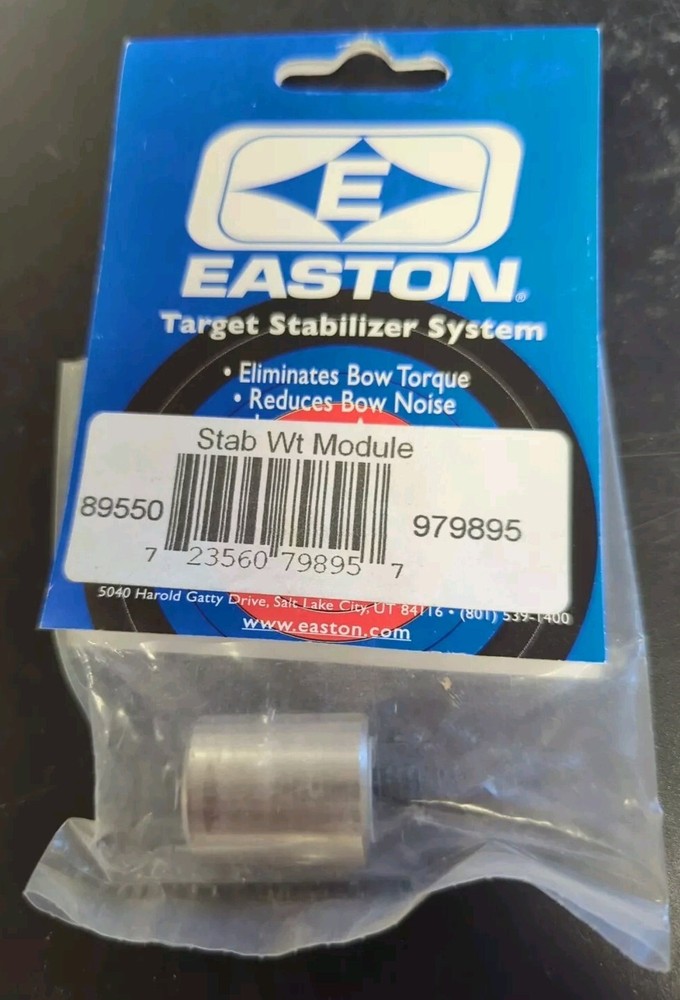 E
EASTON®
Target Stabilizer System
• Eliminates Bow Torque
• Reduces Bow Noise
Stab Wt Module
89550
979895
7 23560 79895 7
5040 Harold Gatty Drive, Salt Lake City, UT 84116 • (801) 539-1400
www.easton.com